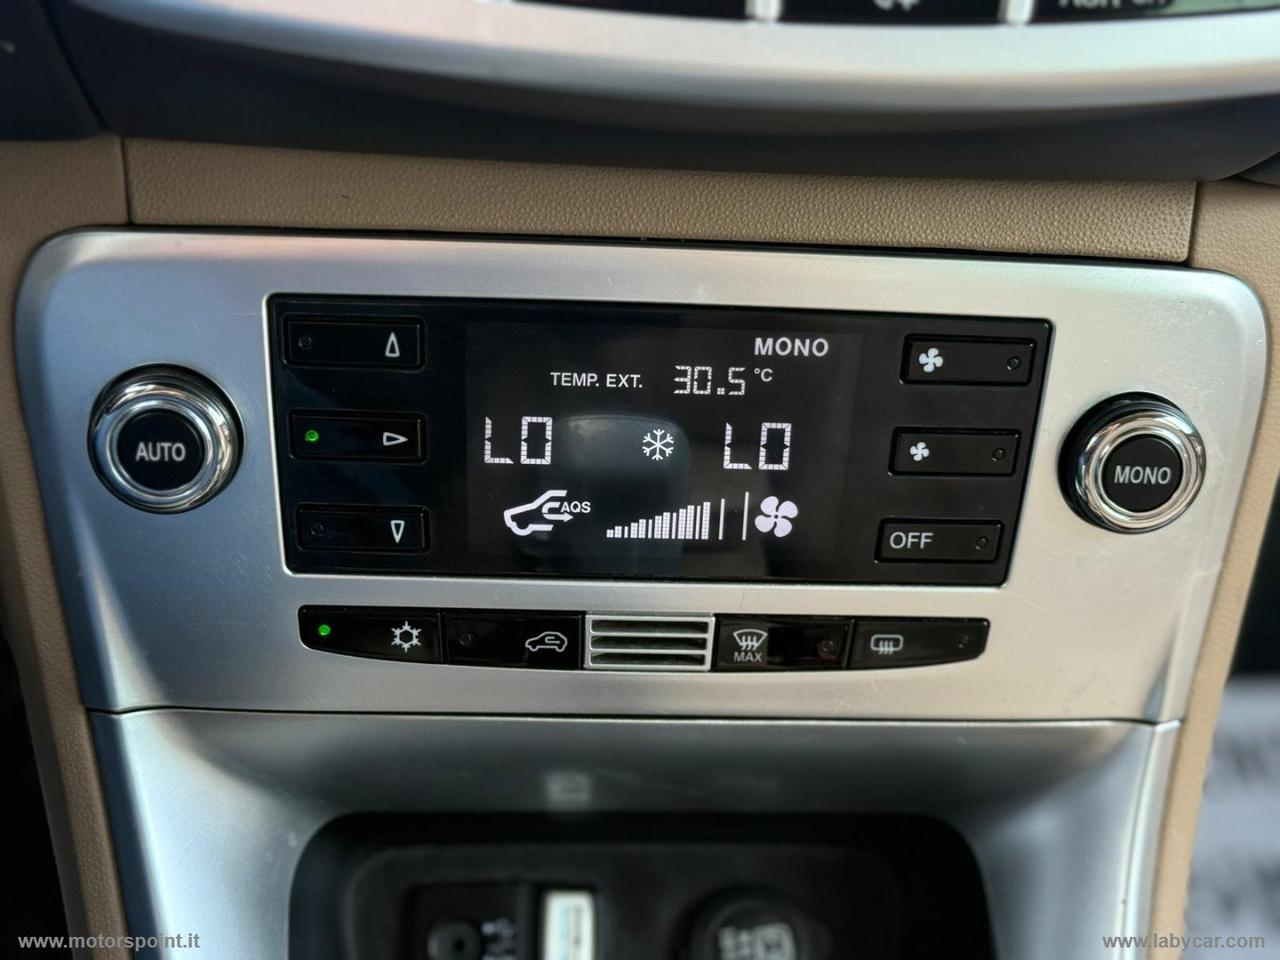 MONO
TEMP. EXT. 30.5 °C
LO LO
AQS
AUTO
MONO
OFF
MAX
www.motorspoint.it
www.labycar.com